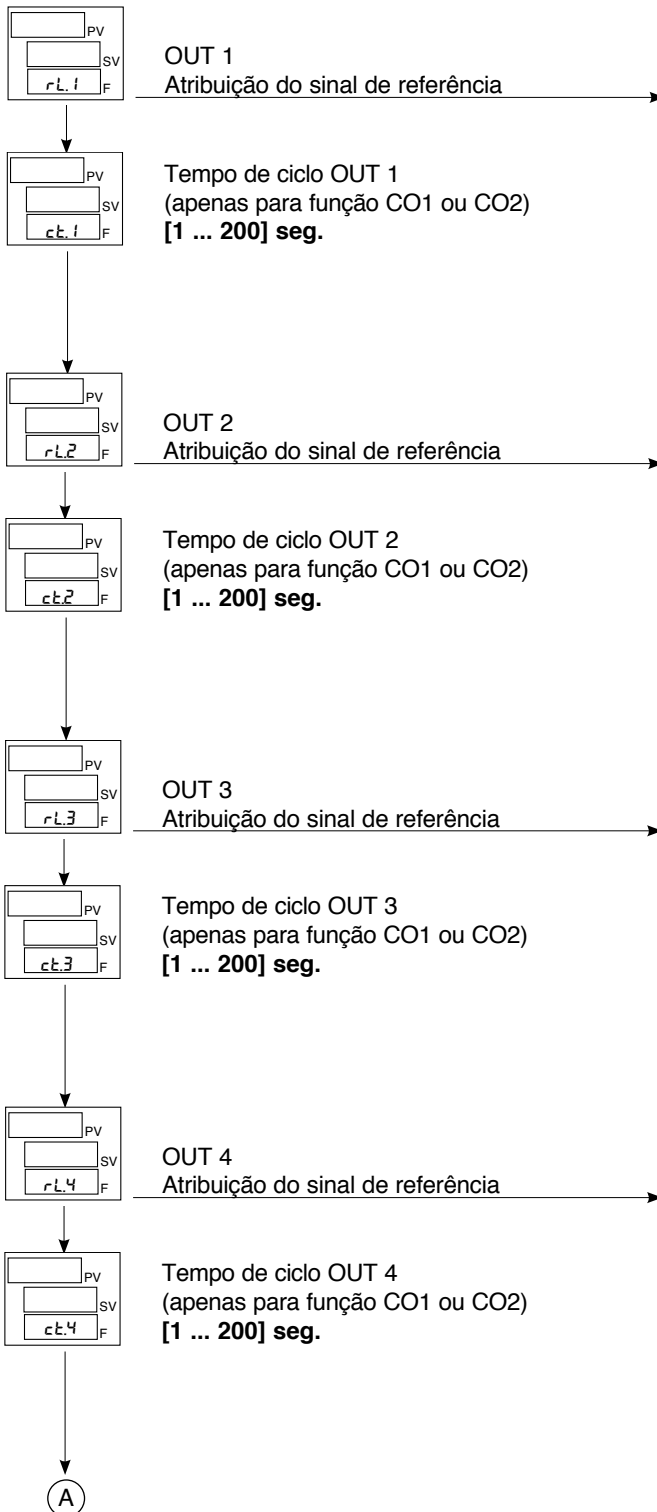 PV
SV
rL.1 F
OUT 1
Atribuição do sinal de referência
PV
SV
ct.1 F
Tempo de ciclo OUT 1
(apenas para função CO1 ou CO2)
[1 ... 200] seg.
PV
SV
rL.2 F
OUT 2
Atribuição do sinal de referência
PV
SV
ct.2 F
Tempo de ciclo OUT 2
(apenas para função CO1 ou CO2)
[1 ... 200] seg.
PV
SV
rL.3 F
OUT 3
Atribuição do sinal de referência
PV
SV
ct.3 F
Tempo de ciclo OUT 3
(apenas para função CO1 ou CO2)
[1 ... 200] seg.
PV
SV
rL.4 F
OUT 4
Atribuição do sinal de referência
PV
SV
ct.4 F
Tempo de ciclo OUT 4
(apenas para função CO1 ou CO2)
[1 ... 200] seg.
A